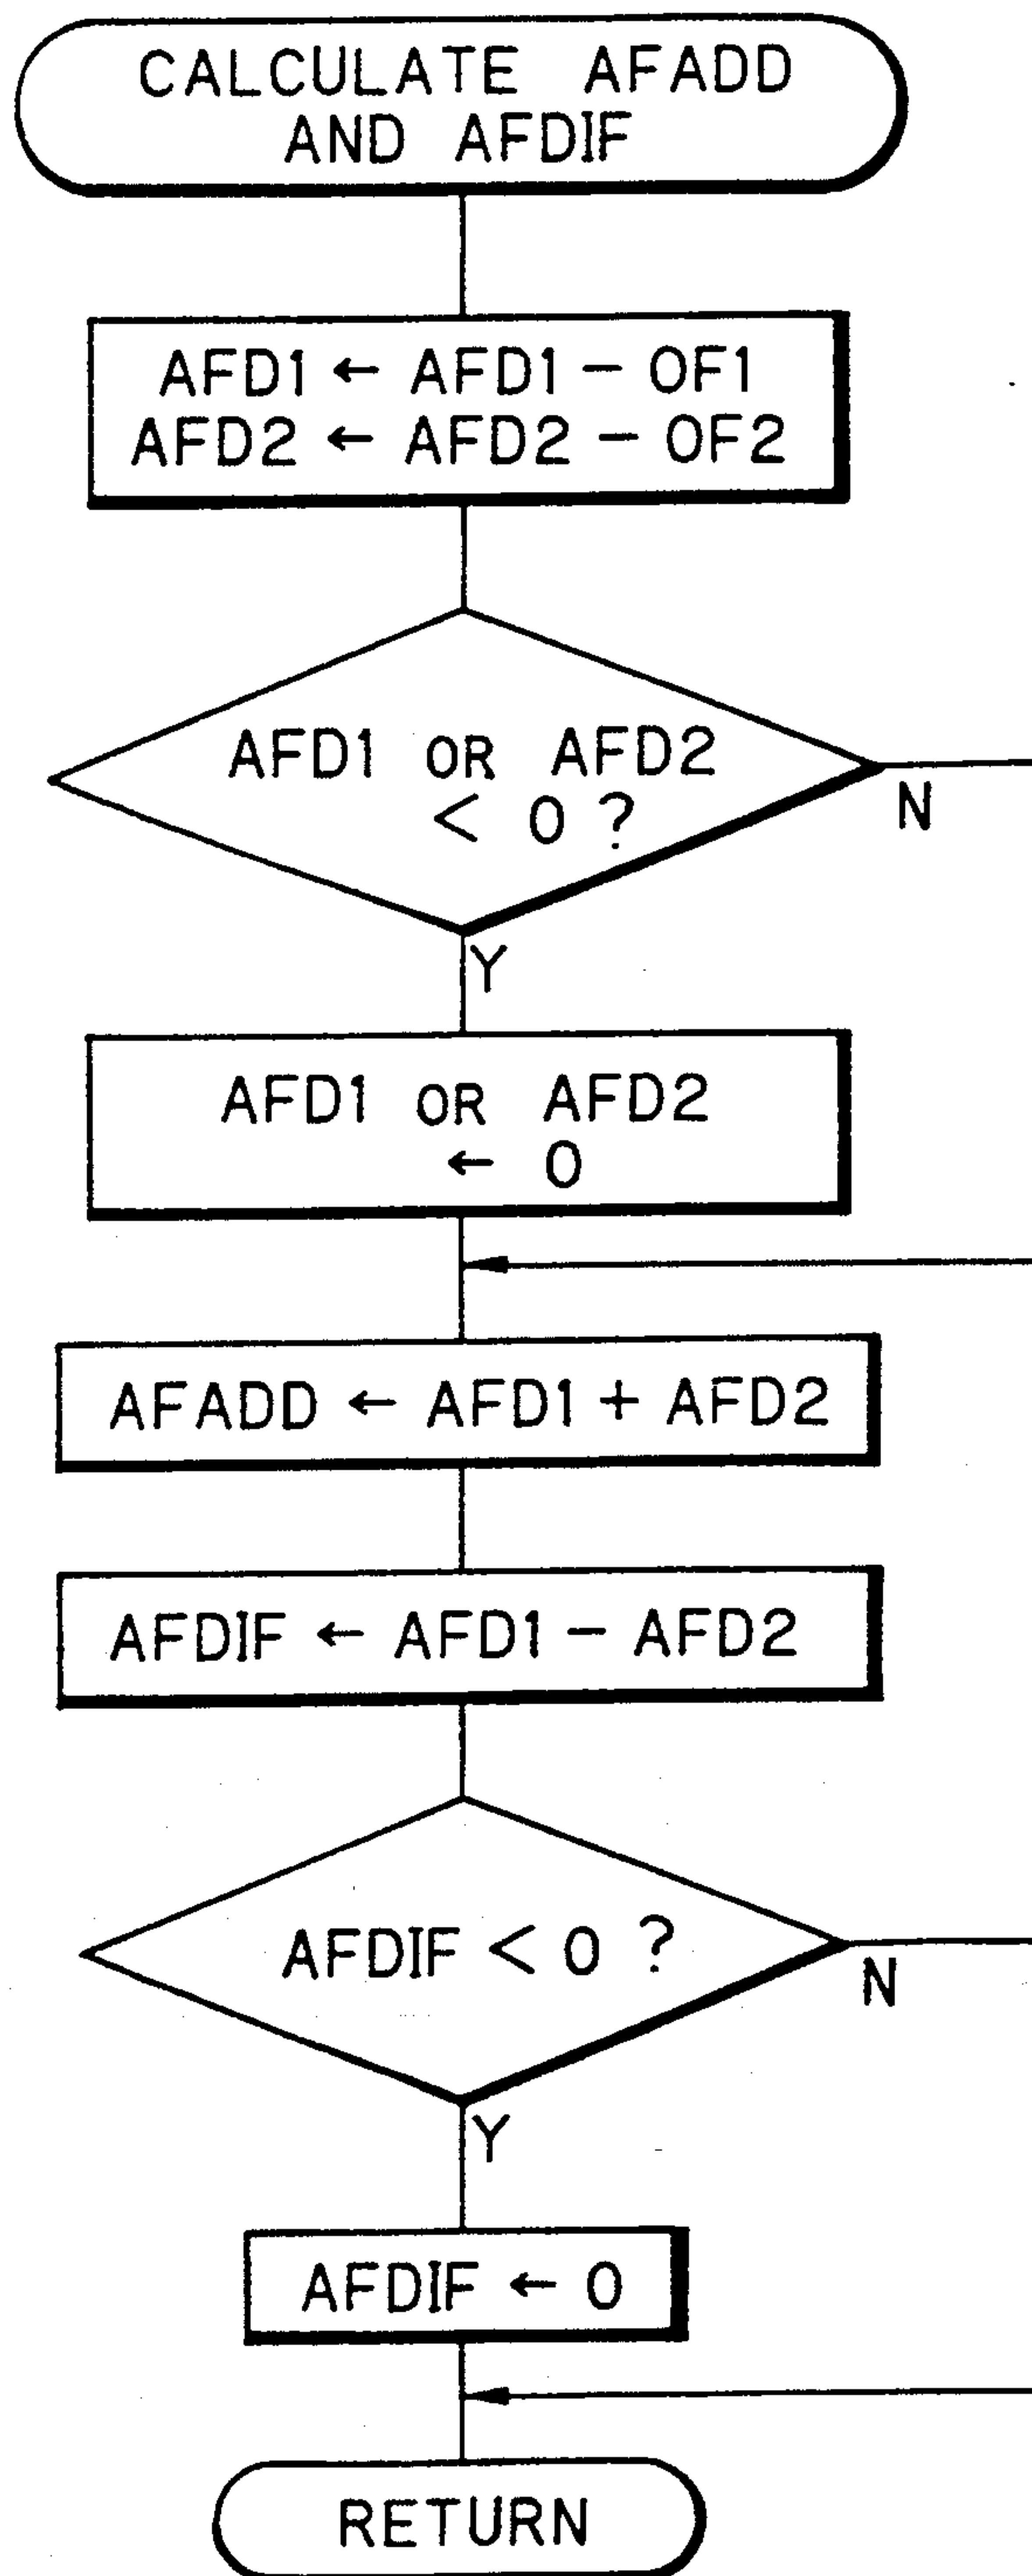 CALCULATE AFADD
AND AFDIF
AFD1 ← AFD1 - OF1
AFD2 ← AFD2 - OF2
AFD1 OR AFD2
< 0 ?
N
Y
AFD1 OR AFD2
← 0
AFADD ← AFD1 + AFD2
AFDIF ← AFD1 - AFD2
AFDIF < 0 ?
N
Y
AFDIF ← 0
RETURN